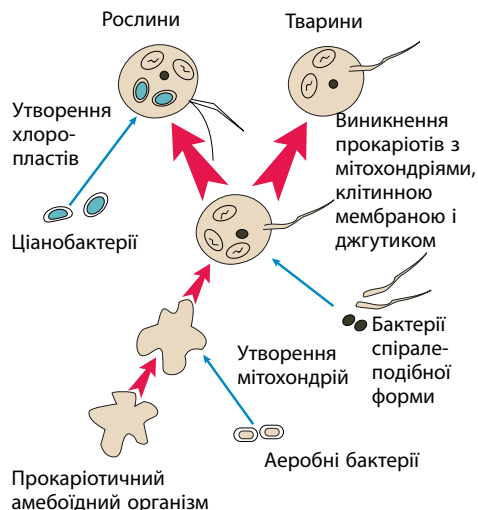 Рослини
Тварини
Утворення
хлоро-
пластів
Виникнення
прокаріотів з
мітохондріями,
клітинною
мембраною і
джгутиком
Ціанобактерії
Бактерії
спірале-
подібної
форми
Утворення
мітохондрій
Аеробні бактерії
Прокаріотичний
амебоїдний організм